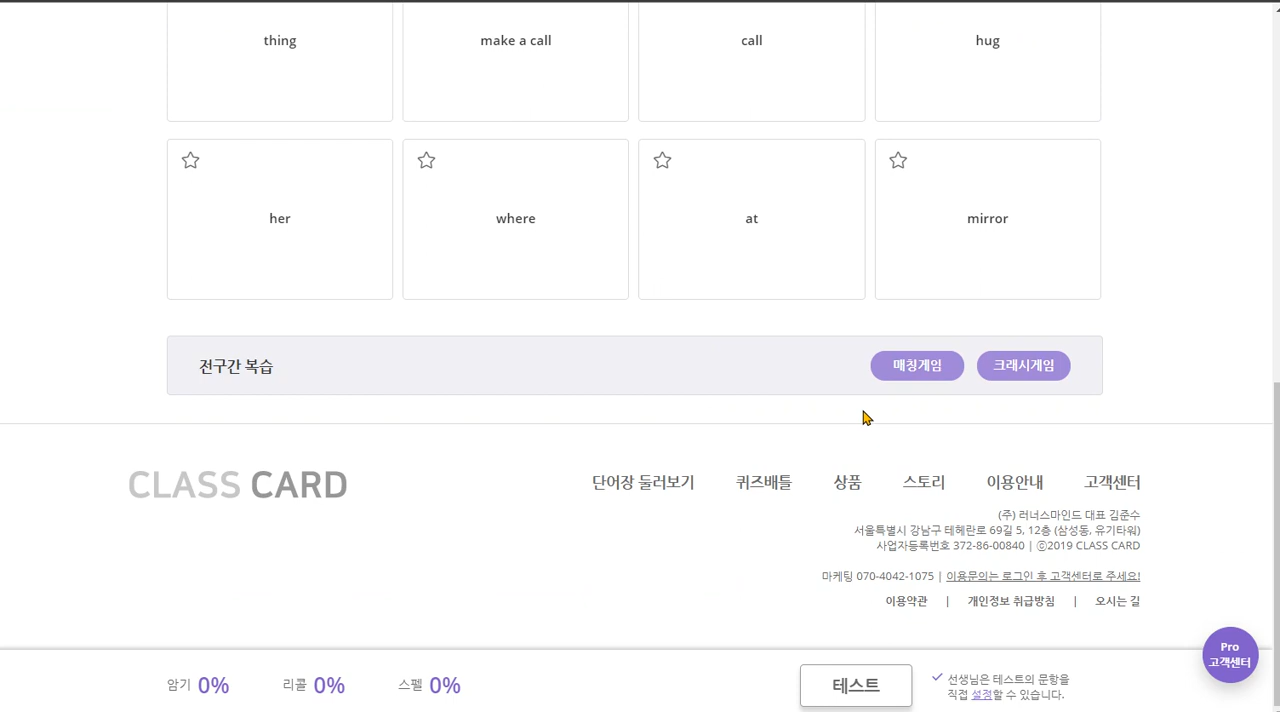 thing make a call call hug
her where at mirror
전구간 복습 매칭게임 크래시게임
CLASS CARD
단어장 둘러보기 퀴즈배틀 상품 스토리 이용안내 고객센터
(주) 러너스마인드 대표 김준수
서울특별시 강남구 테헤란로 69길 5, 12층 (삼성동, 유기타워)
사업자등록번호 372-86-00840 | ⓒ2019 CLASS CARD
마케팅 070-4042-1075 | 이용문의는 로그인 후 고객센터로 주세요!
이용약관 | 개인정보 취급방침 | 오시는 길
Pro
고객센터
암기 0% 리콜 0% 스펠 0%
테스트
선생님은 테스트의 문항을
직접 설정할 수 있습니다.